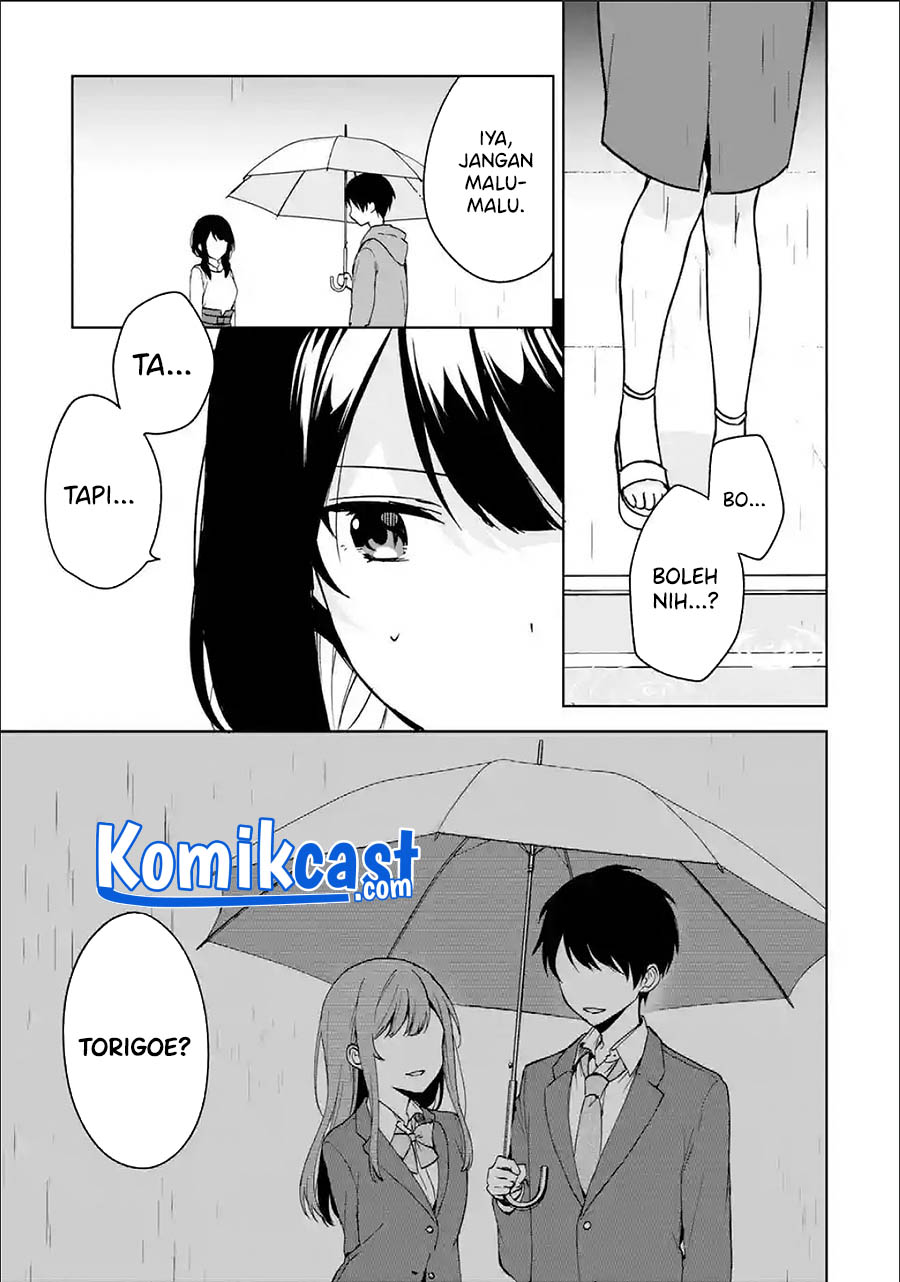 BO...
BOLEH
NIH...?
IYA,
JANGAN
MALU-
MALU.
TA...
TAPI...
Komikcast
.com
TORIGOE?